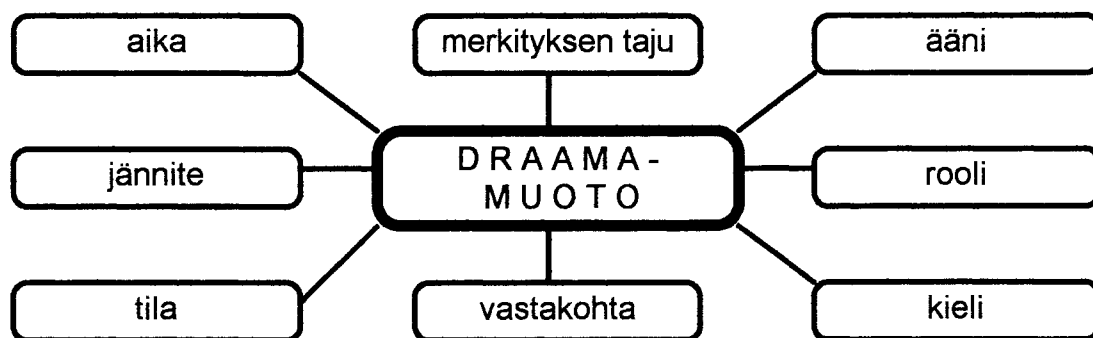 aika
merkityksen taju
ääni
jännite
DRAAMA-
MUOTO
rooli
tila
vastakohta
kieli